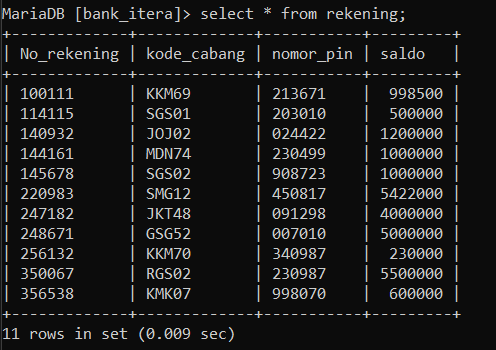 MariaDB [bank_itera]> select * from rekening;
+------------+-------------+-----------+---------+
| No_rekening | kode_cabang | nomor_pin | saldo   |
+------------+-------------+-----------+---------+
| 100111      | KKM69       | 213671    |  998500 |
| 114115      | SGS01       | 203010    |  500000 |
| 140932      | JOJ02       | 024422    | 1200000 |
| 144161      | MDN74       | 230499    | 1000000 |
| 145678      | SGS02       | 908723    | 1000000 |
| 220983      | SMG12       | 450817    | 5422000 |
| 247182      | JKT48       | 091298    | 4000000 |
| 248671      | GSG52       | 007010    | 5000000 |
| 256132      | KKM70       | 340987    |  230000 |
| 350067      | RGS02       | 230987    | 5500000 |
| 356538      | KMK07       | 998070    |  600000 |
+------------+-------------+-----------+---------+
11 rows in set (0.009 sec)